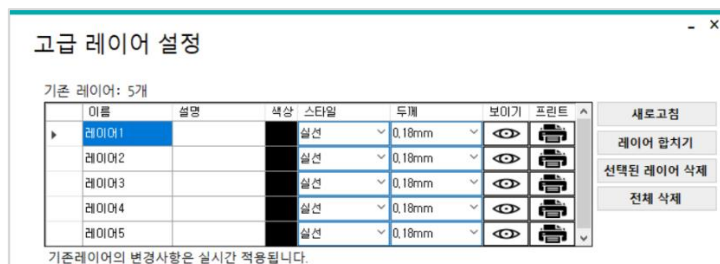 고급 레이어 설정
기존 레이어: 5개
이름 설명 색상 스타일 두께 보이기 프린트
레이어1 실선 0,18mm
레이어2 실선 0,18mm
레이어3 실선 0,18mm
레이어4 실선 0,18mm
레이어5 실선 0,18mm
새로고침
레이어 합치기
선택된 레이어 삭제
전체 삭제
기존레이어의 변경사항은 실시간 적용됩니다.